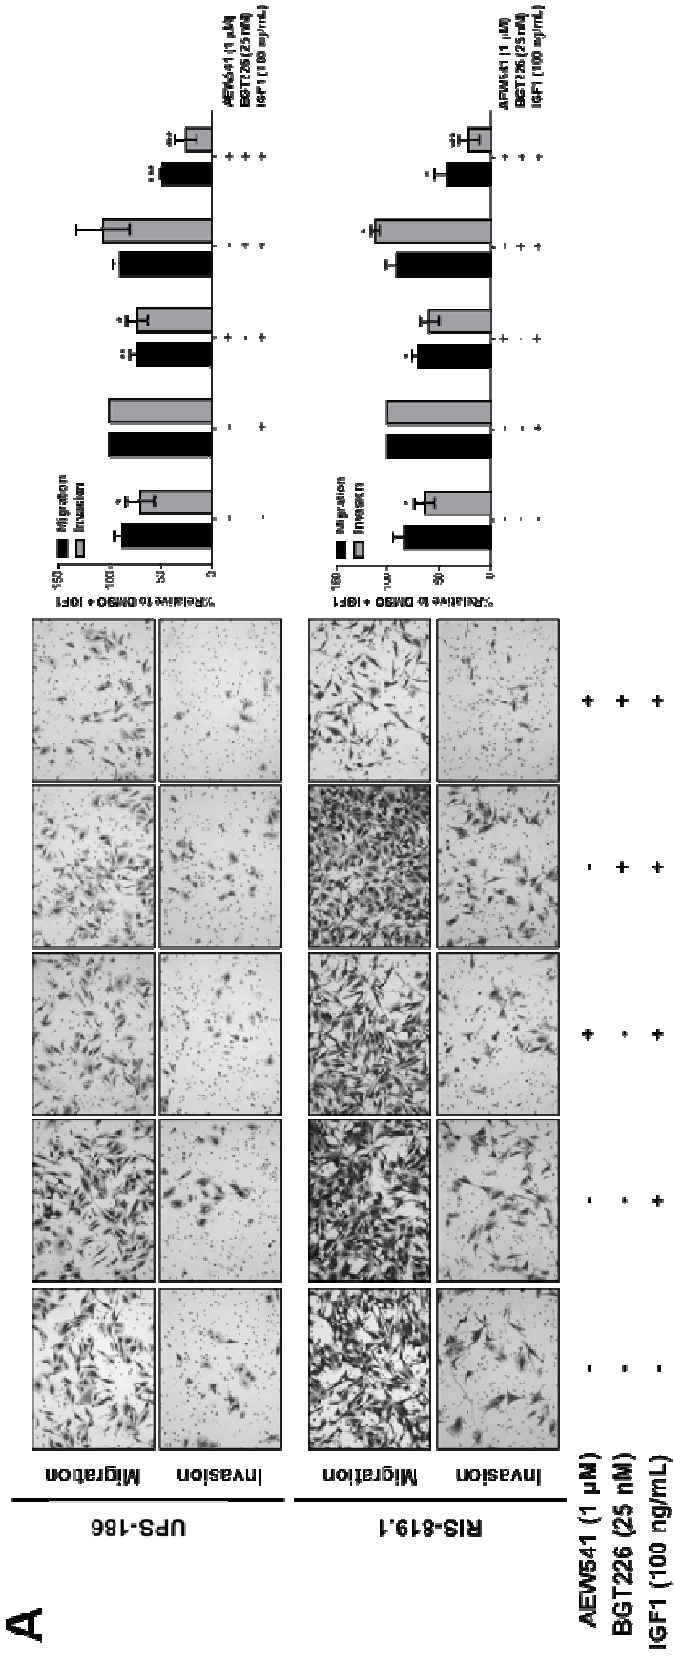 A
UPS-186
Migration
Invasion
RIS-819.1
Migration
Invasion
AEW541 (1 µM) - - + - +
BGT226 (25 nM) - - - + +
IGF1 (100 ng/mL) - + + + +
%Relative to DMSO + IGF1
150
100
50
0
Migration
Invasion
AEW541 (1 µM) - - + - +
BGT226 (25 nM) - - - + +
IGF1 (100 ng/mL) - + + + +
%Relative to DMSO + IGF1
150
100
50
0
Migration
Invasion
AEW541 (1 µM) - - + - +
BGT226 (25 nM) - - - + +
IGF1 (100 ng/mL) - + + + +